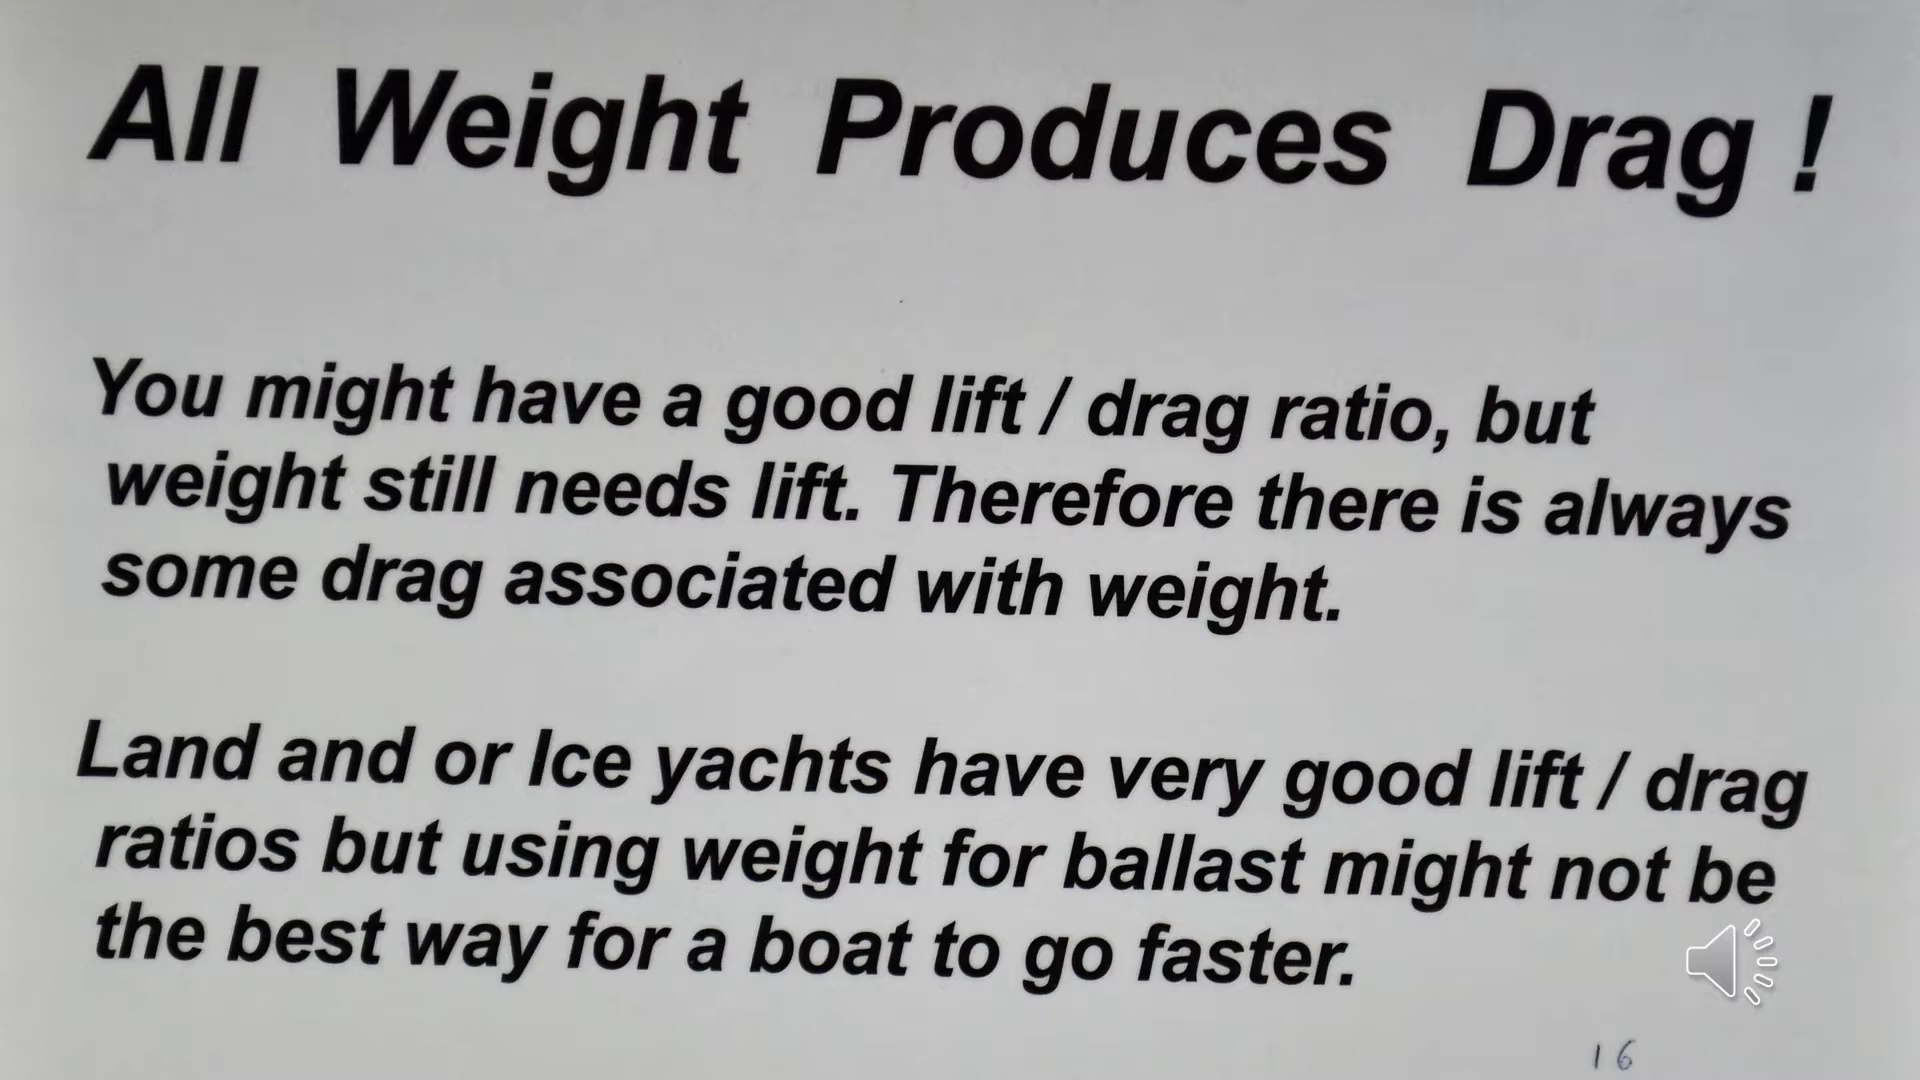 All Weight Produces Drag !
You might have a good lift / drag ratio, but
weight still needs lift. Therefore there is always
some drag associated with weight.
Land and or Ice yachts have very good lift / drag
ratios but using weight for ballast might not be
the best way for a boat to go faster.
16